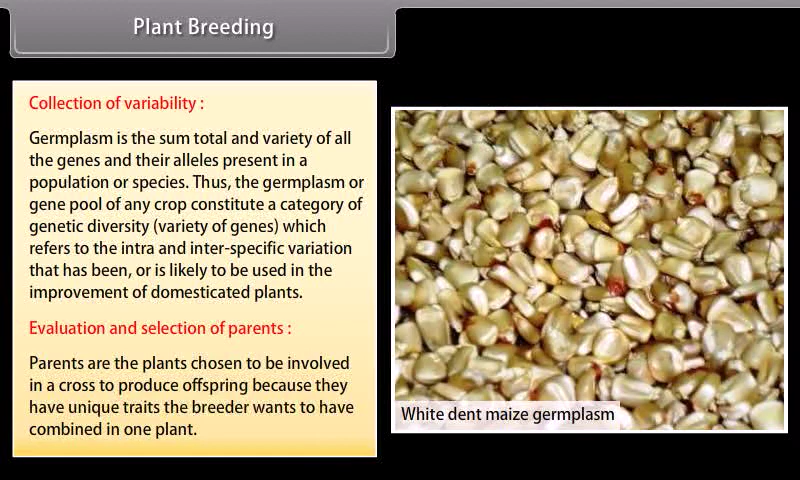 Plant Breeding
Collection of variability :
Germplasm is the sum total and variety of all
the genes and their alleles present in a
population or species. Thus, the germplasm or
gene pool of any crop constitute a category of
genetic diversity (variety of genes) which
refers to the intra and inter-specific variation
that has been, or is likely to be used in the
improvement of domesticated plants.
Evaluation and selection of parents :
Parents are the plants chosen to be involved
in a cross to produce offspring because they
have unique traits the breeder wants to have
combined in one plant.
White dent maize germplasm